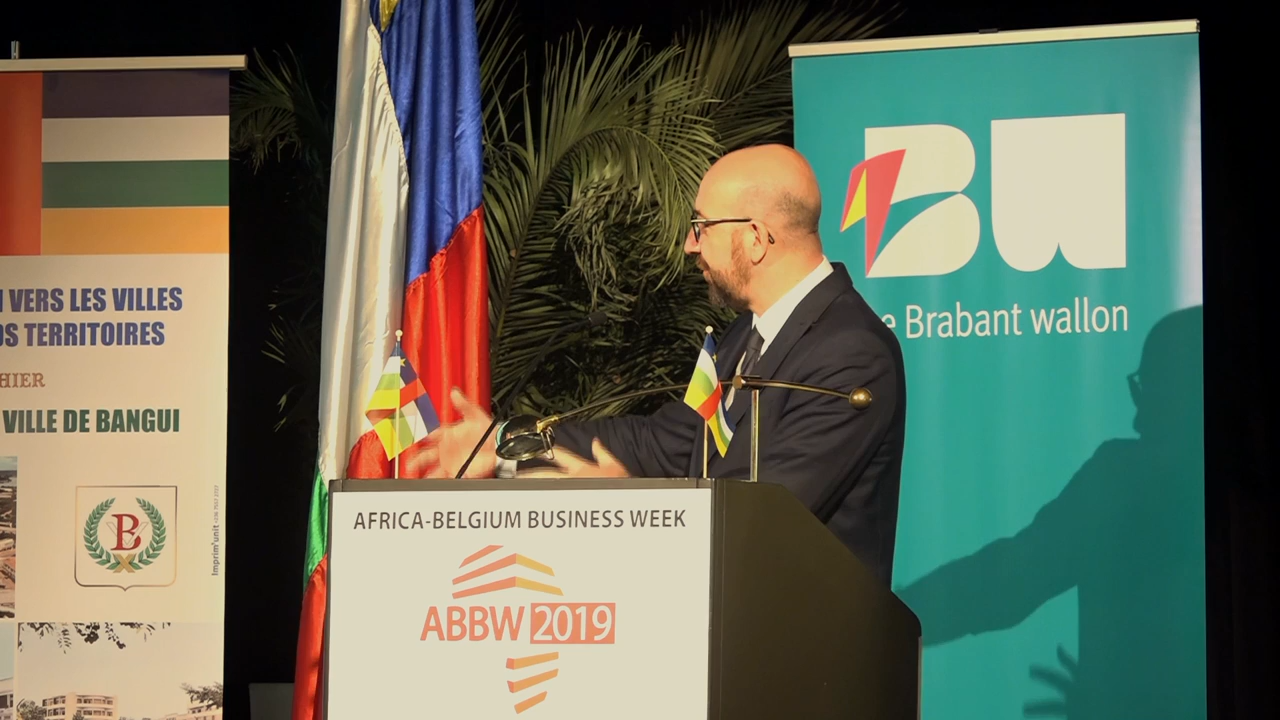 VERS LES VILLES
OS TERRITOIRES
HIER
VILLE DE BANGUI
B
Imprim'unit
BW
e Brabant wallon
AFRICA-BELGIUM BUSINESS WEEK
ABBW 2019